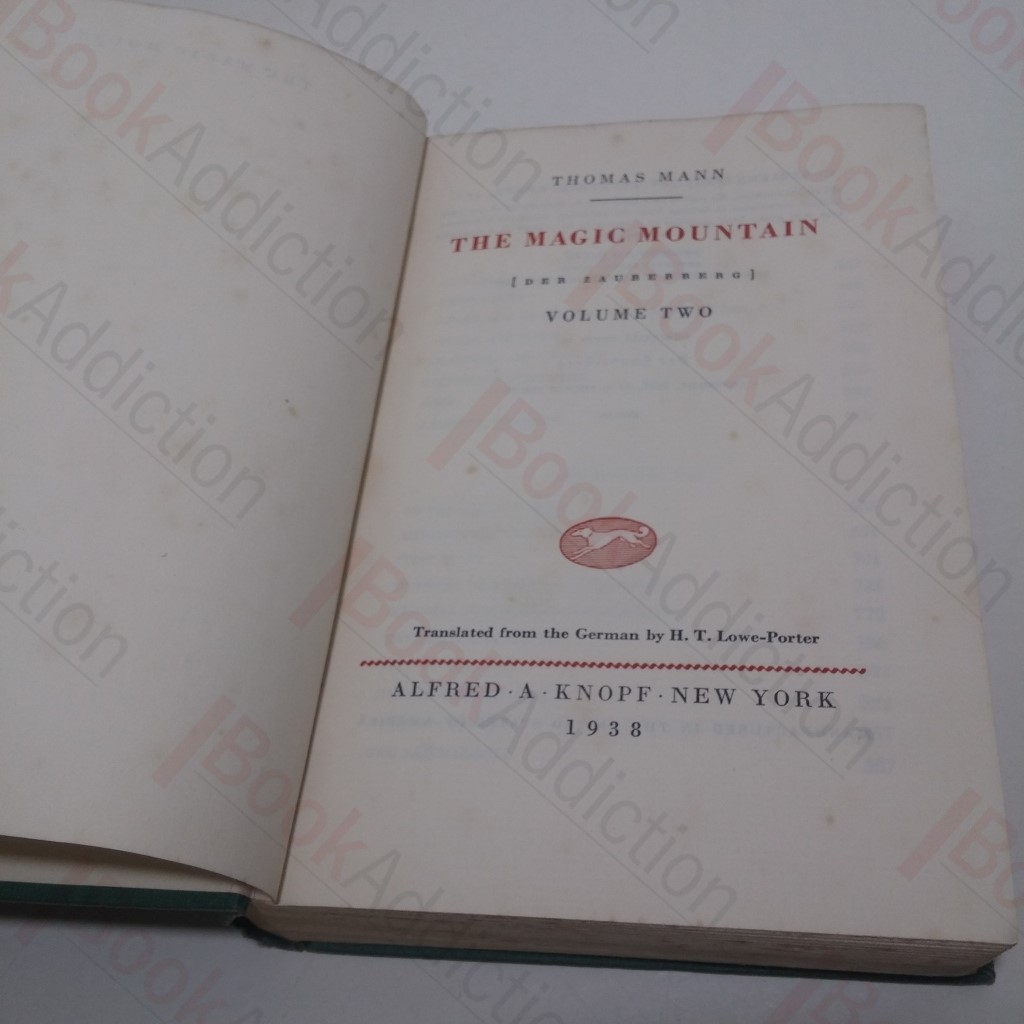 THOMAS MANN
THE MAGIC MOUNTAIN
[DER ZAUBERBERG]
VOLUME TWO
Translated from the German by H. T. Lowe-Porter
ALFRED · A · KNOPF · NEW YORK
1938
BookAddiction